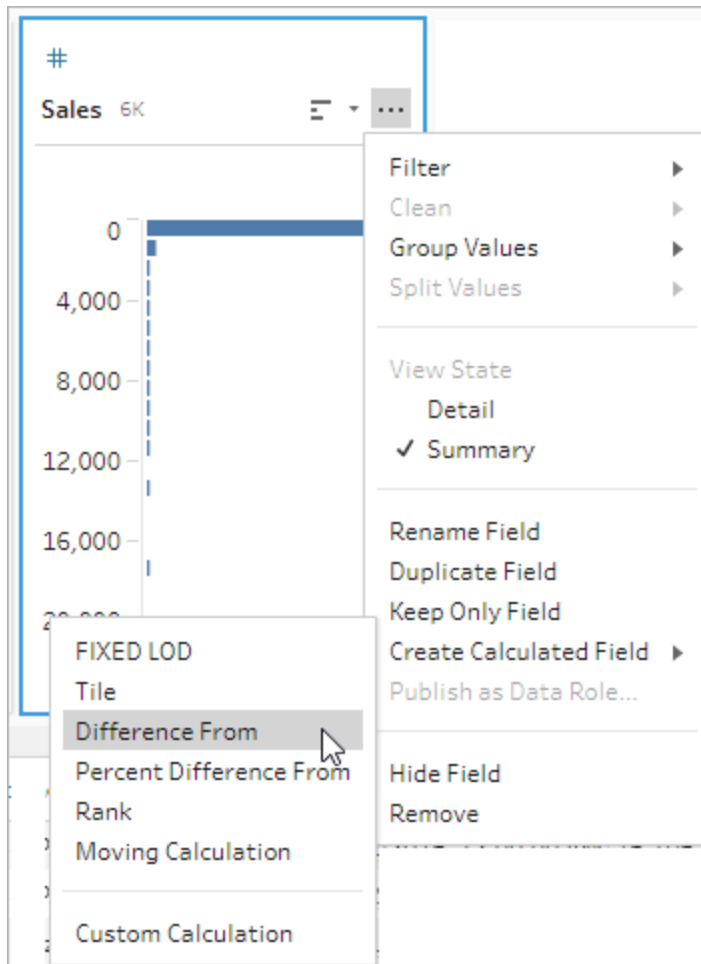 #
Sales 6K
...
0
4,000
8,000
12,000
16,000
Filter
Clean
Group Values
Split Values
View State
Detail
✓ Summary
Rename Field
Duplicate Field
Keep Only Field
Create Calculated Field
Publish as Data Role...
Hide Field
Remove
FIXED LOD
Tile
Difference From
Percent Difference From
Rank
Moving Calculation
Custom Calculation